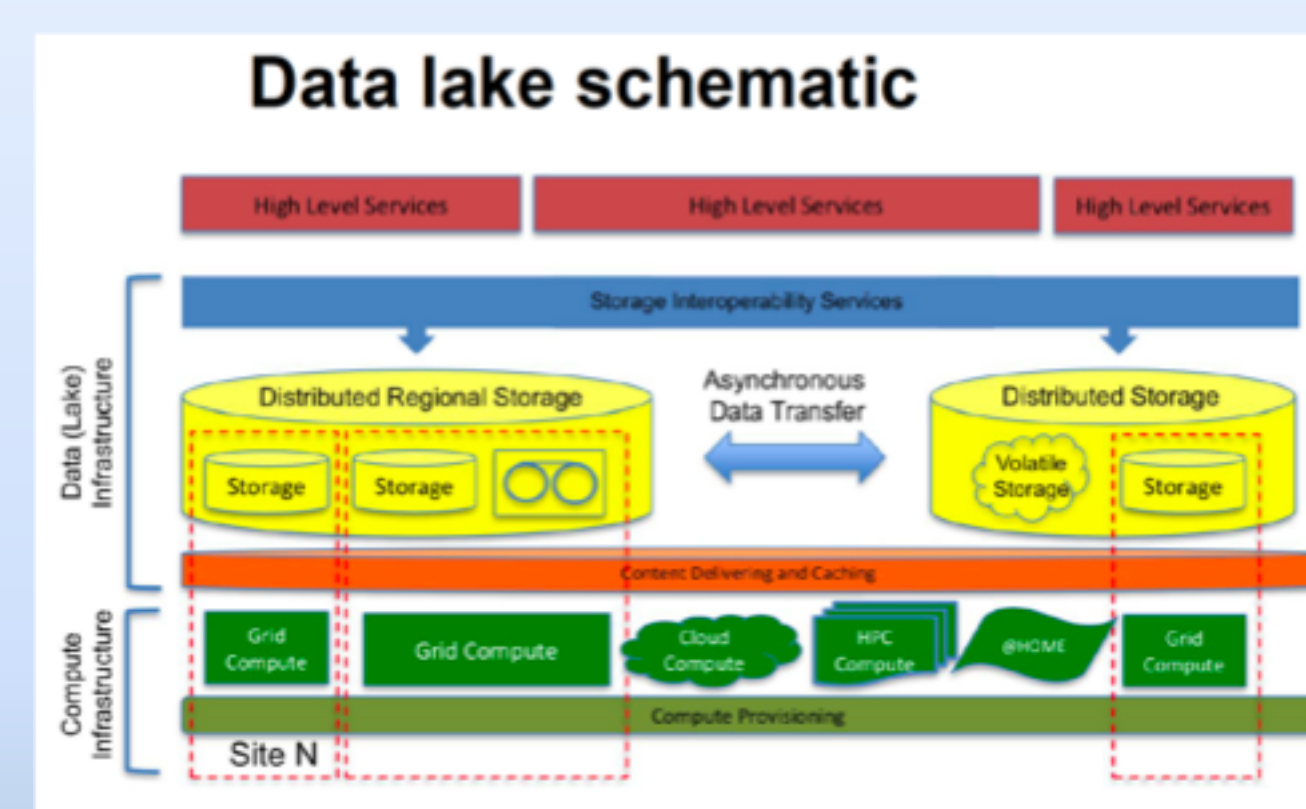 Data lake schematic
High Level Services
High Level Services
High Level Services
Storage Interoperability Services
Data (Lake)
Infrastructure
Distributed Regional Storage
Asynchronous
Data Transfer
Distributed Storage
Storage
Storage
Volatile
Storage
Storage
Content Delivering and Caching
Compute
Infrastructure
Grid
Compute
Grid Compute
Cloud
Compute
HPC
Compute
@HOME
Grid
Compute
Compute Provisioning
Site N